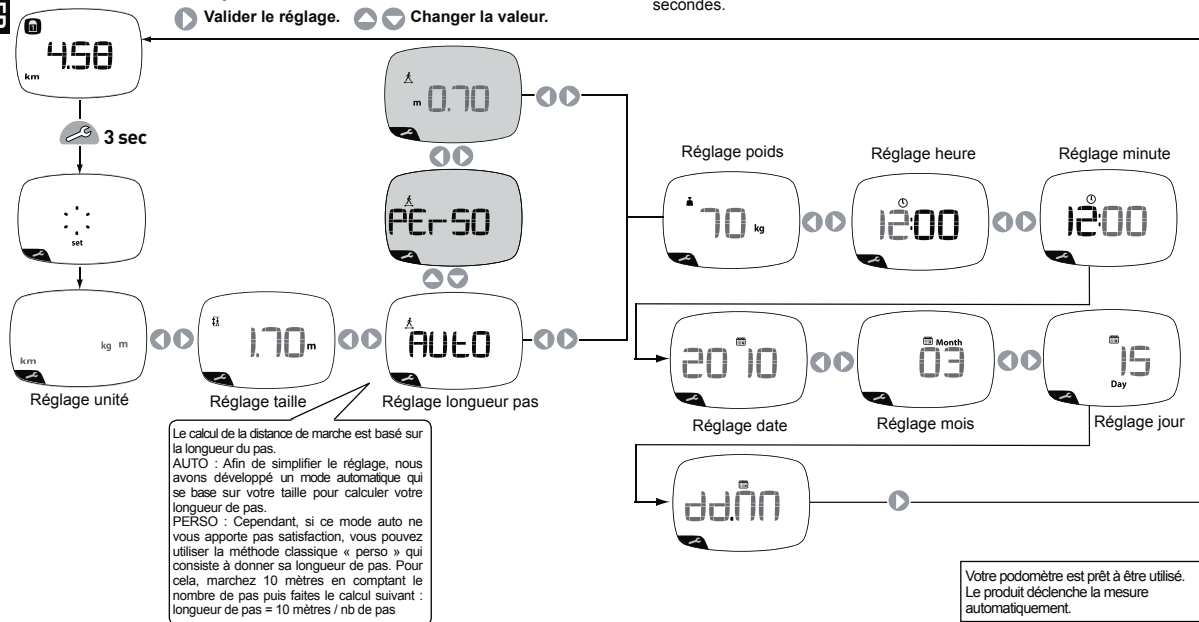 secondes.
Valider le réglage. Changer la valeur.
4.58
km
3 sec
set
km kg m
Réglage unité
1.70 m
Réglage taille
m 0.70
PErSO
AUtO
Réglage longueur pas
Le calcul de la distance de marche est basé sur
la longueur du pas.
AUTO : Afin de simplifier le réglage, nous
avons développé un mode automatique qui
se base sur votre taille pour calculer votre
longueur de pas.
PERSO : Cependant, si ce mode auto ne
vous apporte pas satisfaction, vous pouvez
utiliser la méthode classique « perso » qui
consiste à donner sa longueur de pas. Pour
cela, marchez 10 mètres en comptant le
nombre de pas puis faites le calcul suivant :
longueur de pas = 10 mètres / nb de pas
Réglage poids
70 kg
Réglage heure
12:00
Réglage minute
12:00
2010
Réglage date
Month
03
Réglage mois
15
Day
Réglage jour
dd.MM
Votre podomètre est prêt à être utilisé.
Le produit déclenche la mesure
automatiquement.